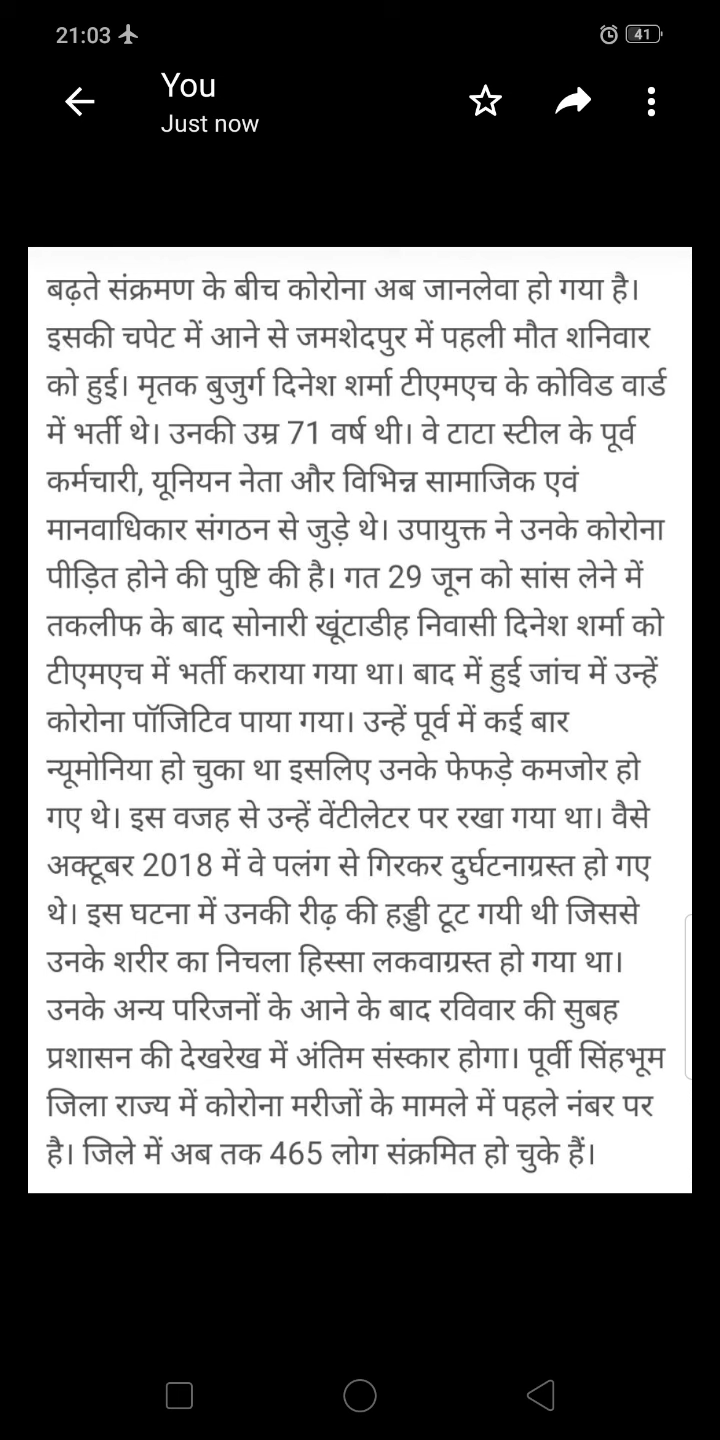 21:03
41
You
Just now
बढ़ते संक्रमण के बीच कोरोना अब जानलेवा हो गया है।
इसकी चपेट में आने से जमशेदपुर में पहली मौत शनिवार
को हुई। मृतक बुजुर्ग दिनेश शर्मा टीएमएच के कोविड वार्ड
में भर्ती थे। उनकी उम्र 71 वर्ष थी। वे टाटा स्टील के पूर्व
कर्मचारी, यूनियन नेता और विभिन्न सामाजिक एवं
मानवाधिकार संगठन से जुड़े थे। उपायुक्त ने उनके कोरोना
पीड़ित होने की पुष्टि की है। गत 29 जून को सांस लेने में
तकलीफ के बाद सोनारी खूंटाडीह निवासी दिनेश शर्मा को
टीएमएच में भर्ती कराया गया था। बाद में हुई जांच में उन्हें
कोरोना पॉजिटिव पाया गया। उन्हें पूर्व में कई बार
न्यूमोनिया हो चुका था इसलिए उनके फेफड़े कमजोर हो
गए थे। इस वजह से उन्हें वेंटीलेटर पर रखा गया था। वैसे
अक्टूबर 2018 में वे पलंग से गिरकर दुर्घटनाग्रस्त हो गए
थे। इस घटना में उनकी रीढ़ की हड्डी टूट गयी थी जिससे
उनके शरीर का निचला हिस्सा लकवाग्रस्त हो गया था।
उनके अन्य परिजनों के आने के बाद रविवार की सुबह
प्रशासन की देखरेख में अंतिम संस्कार होगा। पूर्वी सिंहभूम
जिला राज्य में कोरोना मरीजों के मामले में पहले नंबर पर
है। जिले में अब तक 465 लोग संक्रमित हो चुके हैं।